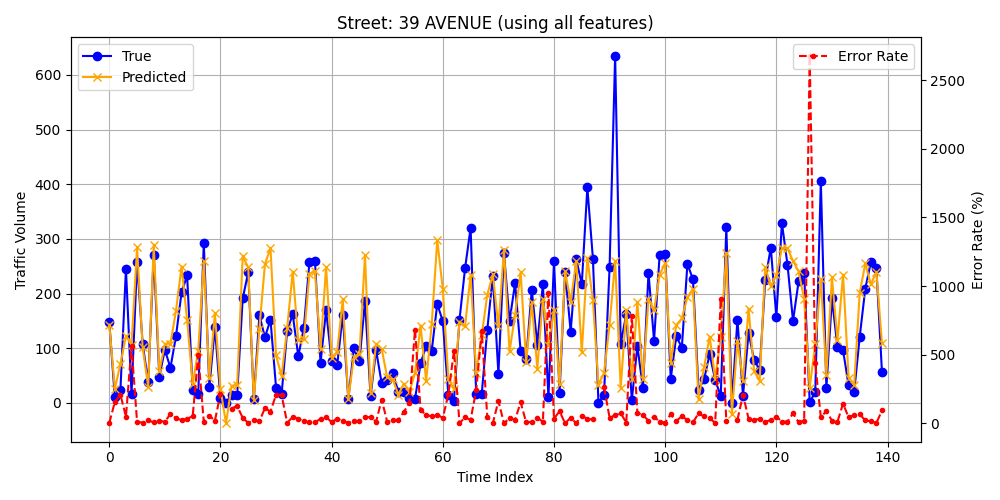 Street: 39 AVENUE (using all features)
True
Predicted
Error Rate
Traffic Volume
600
500
400
300
200
100
0
Error Rate (%)
2500
2000
1500
1000
500
0
0 20 40 60 80 100 120 140
Time Index